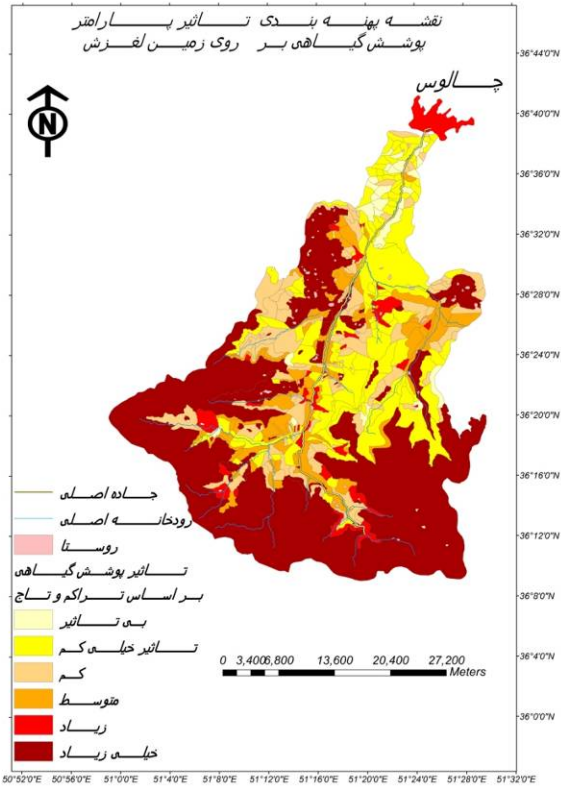 نقشه پهنه بندی تاثیر پارامتر
پوشش گیاهی بر روی زمین لغزش
چالوس
N
36°44'0"N
36°40'0"N
36°36'0"N
36°32'0"N
36°28'0"N
36°24'0"N
36°20'0"N
36°16'0"N
36°12'0"N
36°8'0"N
36°4'0"N
36°0'0"N
جاده اصلی
رودخانه اصلی
روستا
تاثیر پوشش گیاهی
بر اساس تراکم و تاج
بی تاثیر
تاثیر خیلی کم
کم
متوسط
زیاد
خیلی زیاد
0 3,4006,800 13,600 20,400 27,200
Meters
50°52'0"E 50°56'0"E 51°0'0"E 51°4'0"E 51°8'0"E 51°12'0"E 51°16'0"E 51°20'0"E 51°24'0"E 51°28'0"E 51°32'0"E